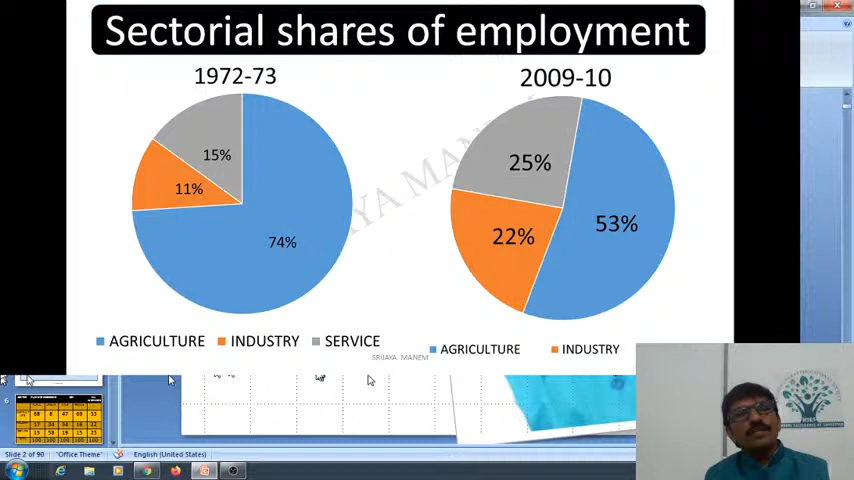 Sectorial shares of employment
1972-73
2009-10
15%
11%
74%
25%
22%
53%
AGRICULTURE INDUSTRY SERVICE
AGRICULTURE INDUSTRY
SRIJAYA MANEM
6
Slide 2 of 90 "Office Theme" English (United States)